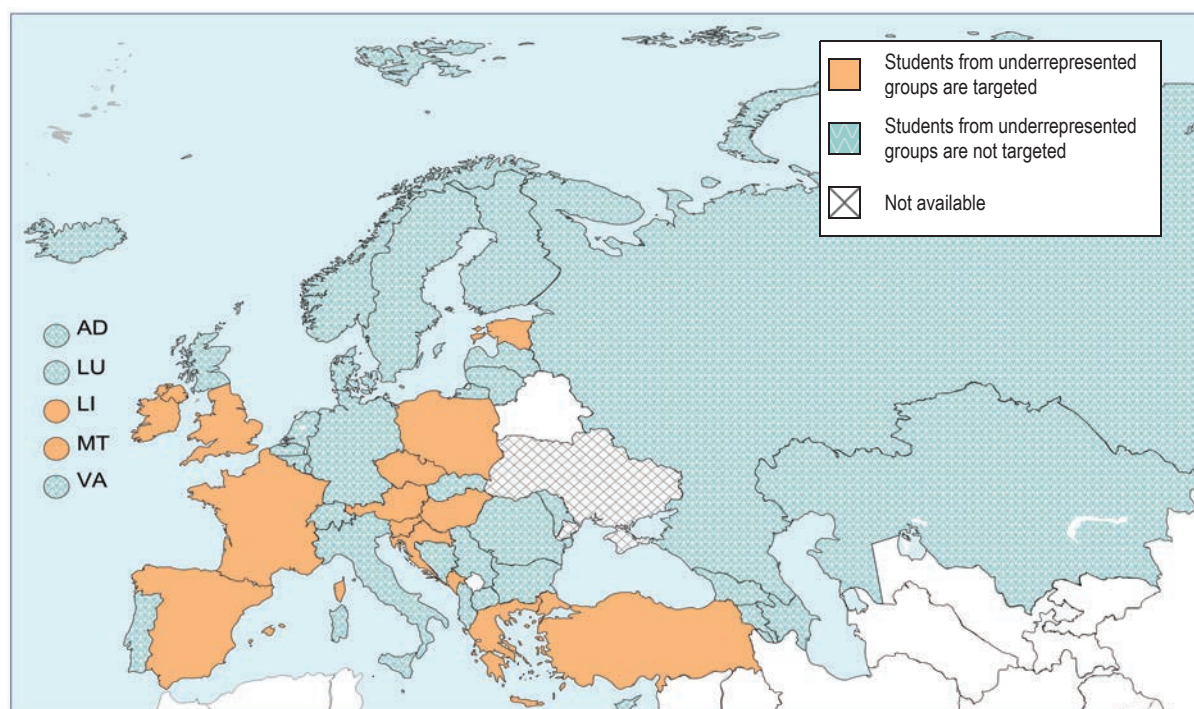 Students from underrepresented
groups are targeted
Students from underrepresented
groups are not targeted
Not available
AD
LU
LI
MT
VA